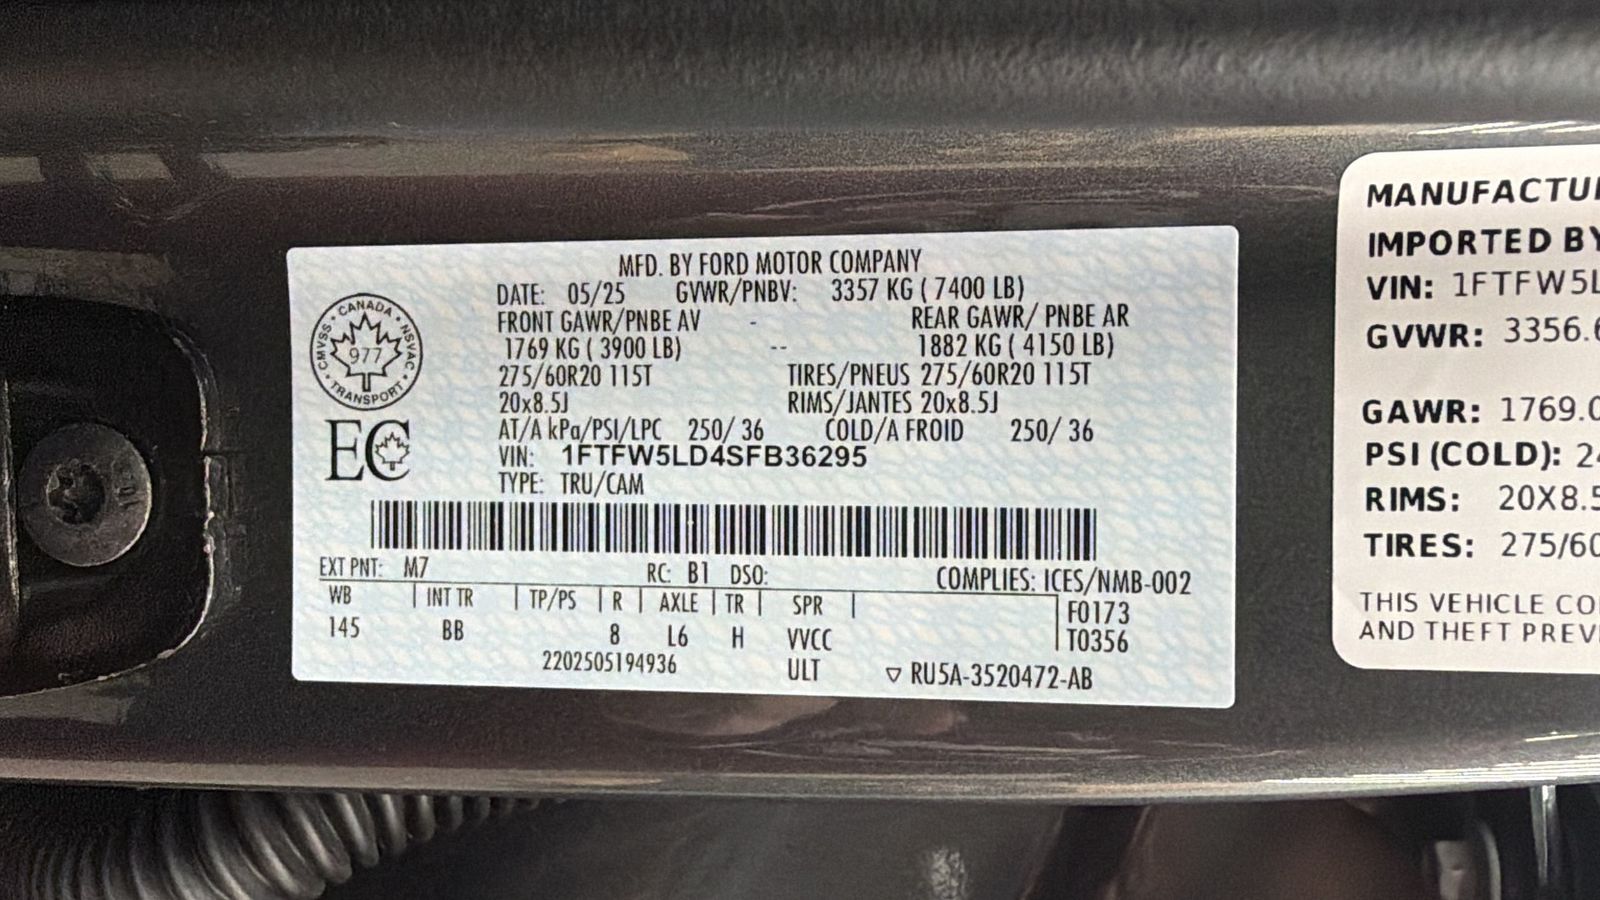 MFD. BY FORD MOTOR COMPANY
DATE: 05/25 GVWR/PNBV: 3357 KG ( 7400 LB)
FRONT GAWR/PNBE AV - REAR GAWR/ PNBE AR
1769 KG ( 3900 LB) -- 1882 KG ( 4150 LB)
275/60R20 115T TIRES/PNEUS 275/60R20 115T
20x8.5J RIMS/JANTES 20x8.5J
AT/A kPa/PSI/LPC 250/ 36 COLD/A FROID 250/ 36
VIN: 1FTFW5LD4SFB36295
TYPE: TRU/CAM
CANADA
CMVSS 977 NSVAC
TRANSPORT
EC
EXT PNT: M7 RC: B1 DSO: COMPLIES: ICES/NMB-002
WB | INT TR | TP/PS | R | AXLE | TR | SPR | F0173
145 BB 8 L6 H VVCC T0356
2202505194936 ULT ▽ RU5A-3520472-AB
MANUFACTU
IMPORTED BY
VIN: 1FTFW5L
GVWR: 3356.6
GAWR: 1769.0
PSI (COLD): 24
RIMS: 20X8.5
TIRES: 275/60
THIS VEHICLE CO
AND THEFT PREV